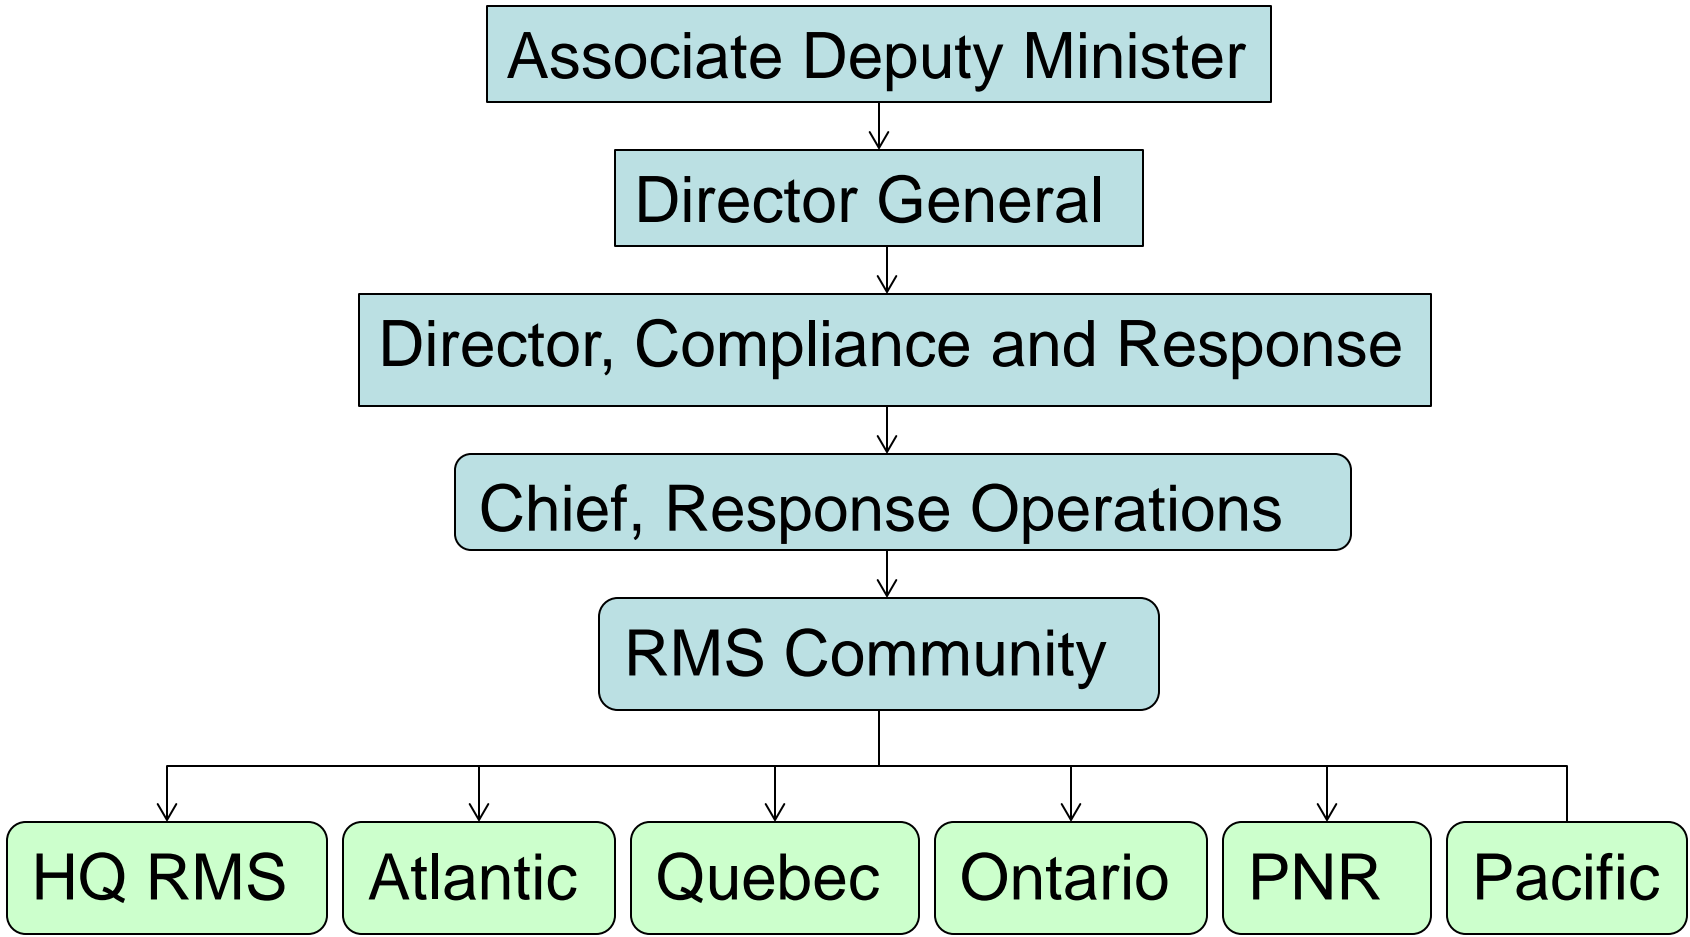 Associate Deputy Minister
Director General
Director, Compliance and Response
Chief, Response Operations
RMS Community
HQ RMS
Atlantic
Quebec
Ontario
PNR
Pacific